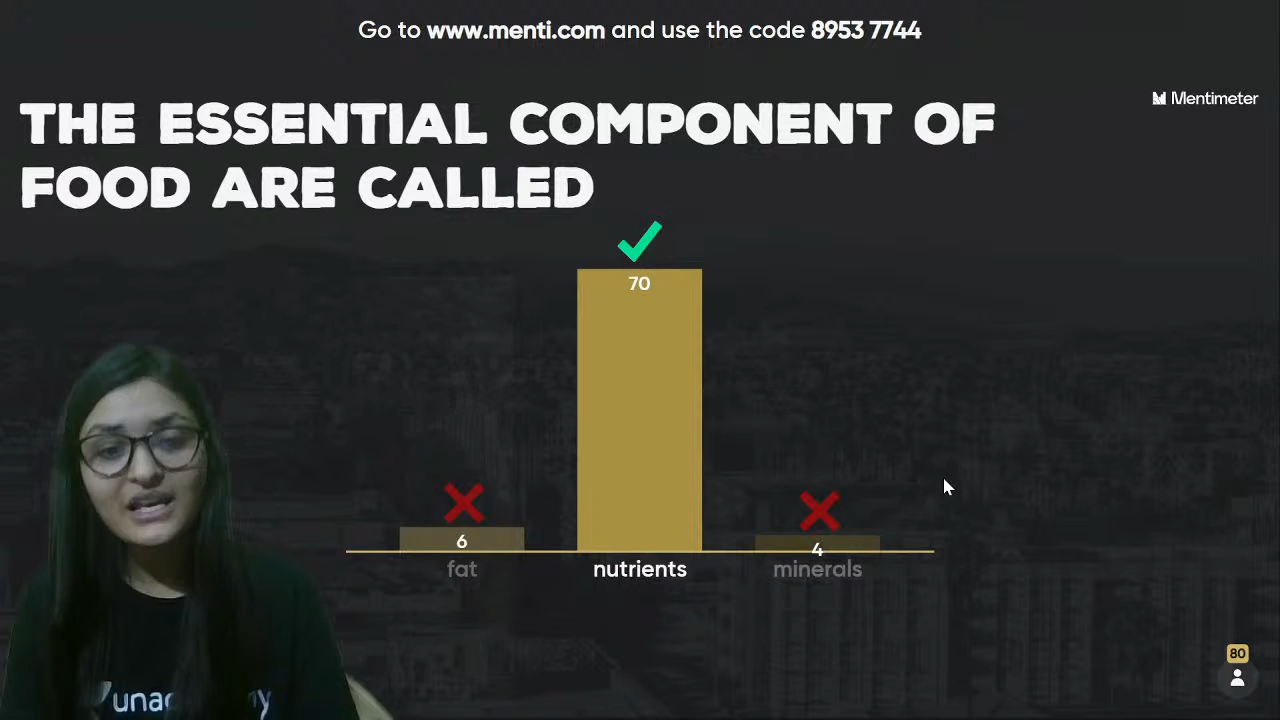 Go to www.menti.com and use the code 8953 7744
Mentimeter
THE ESSENTIAL COMPONENT OF
FOOD ARE CALLED
70
6
4
fat
nutrients
minerals
80